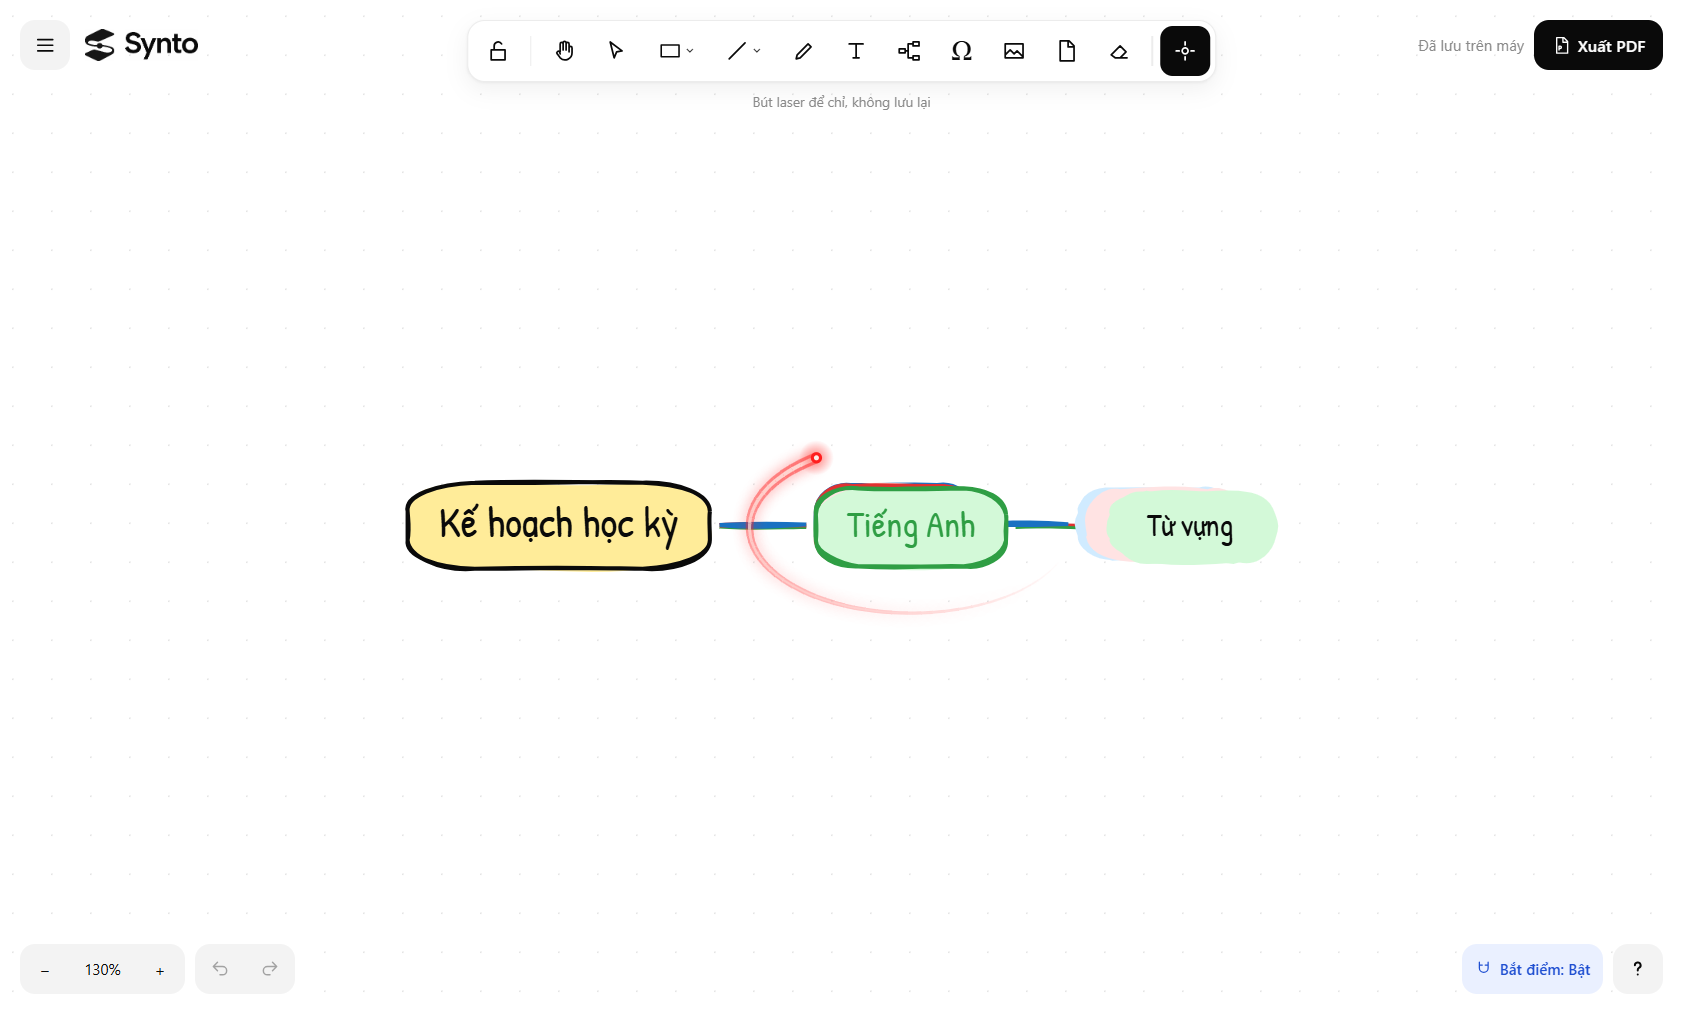 Synto
Đã lưu trên máy
Xuất PDF
Bút laser để chỉ, không lưu lại
Kế hoạch học kỳ
Tiếng Anh
Từ vựng
– 130% +
Bắt điểm: Bật
?